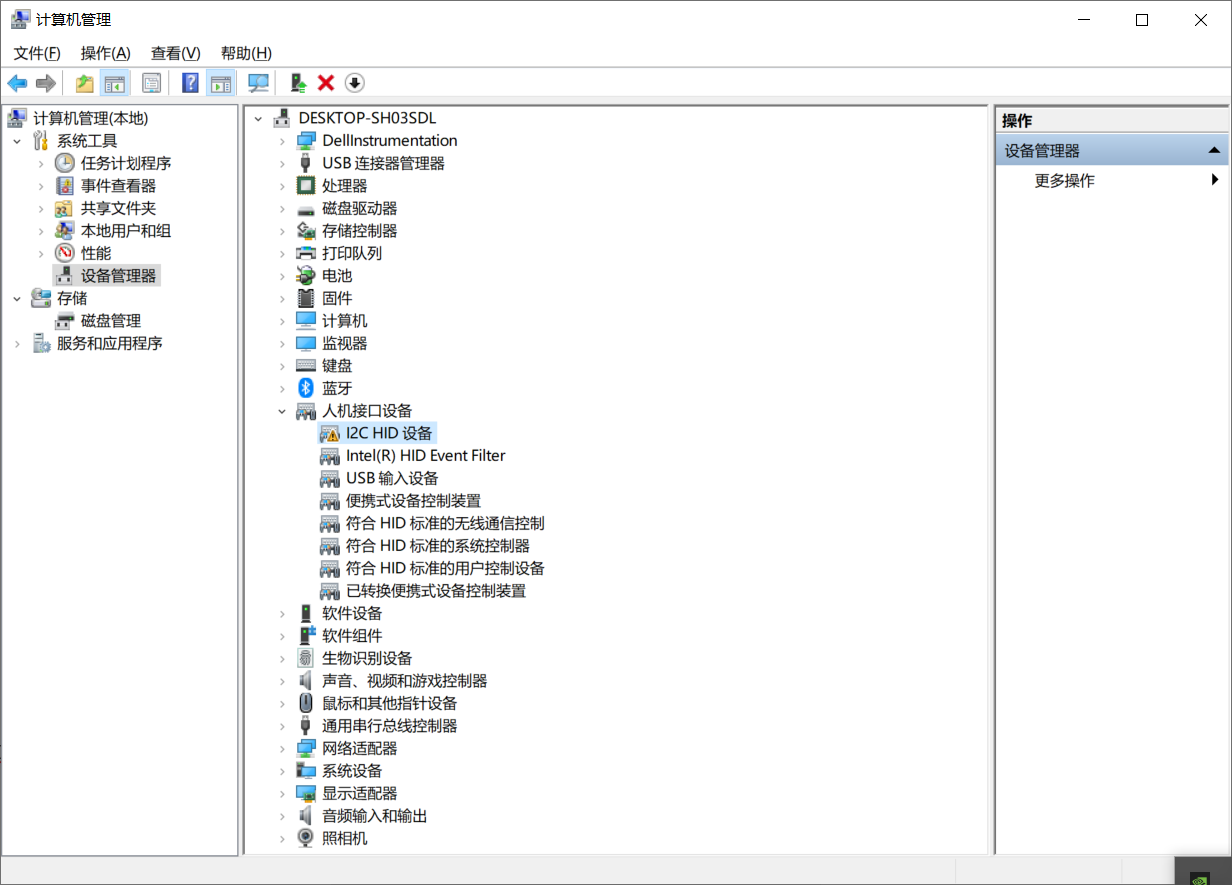 计算机管理
文件(F) 操作(A) 查看(V) 帮助(H)
计算机管理(本地)
系统工具
任务计划程序
事件查看器
共享文件夹
本地用户和组
性能
设备管理器
存储
磁盘管理
服务和应用程序
DESKTOP-SH03SDL
DellInstrumentation
USB 连接器管理器
处理器
磁盘驱动器
存储控制器
打印队列
电池
固件
计算机
监视器
键盘
蓝牙
人机接口设备
I2C HID 设备
Intel(R) HID Event Filter
USB 输入设备
便携式设备控制装置
符合 HID 标准的无线通信控制
符合 HID 标准的系统控制器
符合 HID 标准的用户控制设备
已转换便携式设备控制装置
软件设备
软件组件
生物识别设备
声音、视频和游戏控制器
鼠标和其他指针设备
通用串行总线控制器
网络适配器
系统设备
显示适配器
音频输入和输出
照相机
操作
设备管理器
更多操作